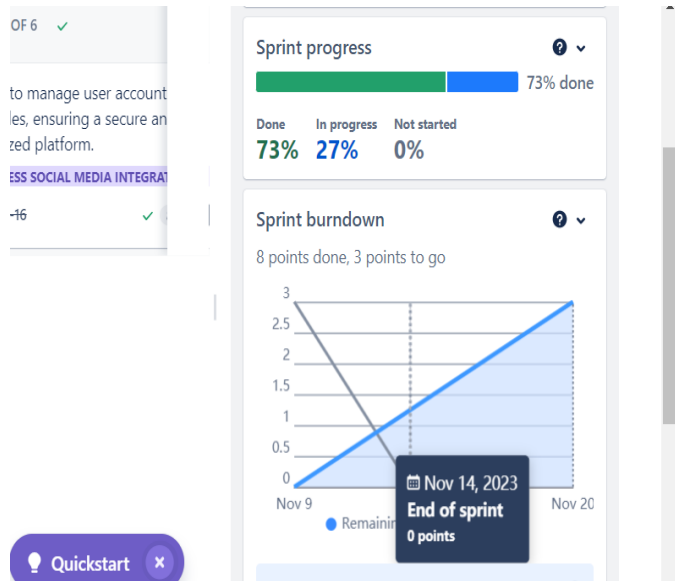 OF 6
to manage user account
les, ensuring a secure an
zed platform.
ESS SOCIAL MEDIA INTEGRAT
-16
Quickstart ×
Sprint progress
73% done
Done In progress Not started
73% 27% 0%
Sprint burndown
8 points done, 3 points to go
3
2.5
2
1.5
1
0.5
0
Nov 9 Nov 20
Remainin
Nov 14, 2023
End of sprint
0 points